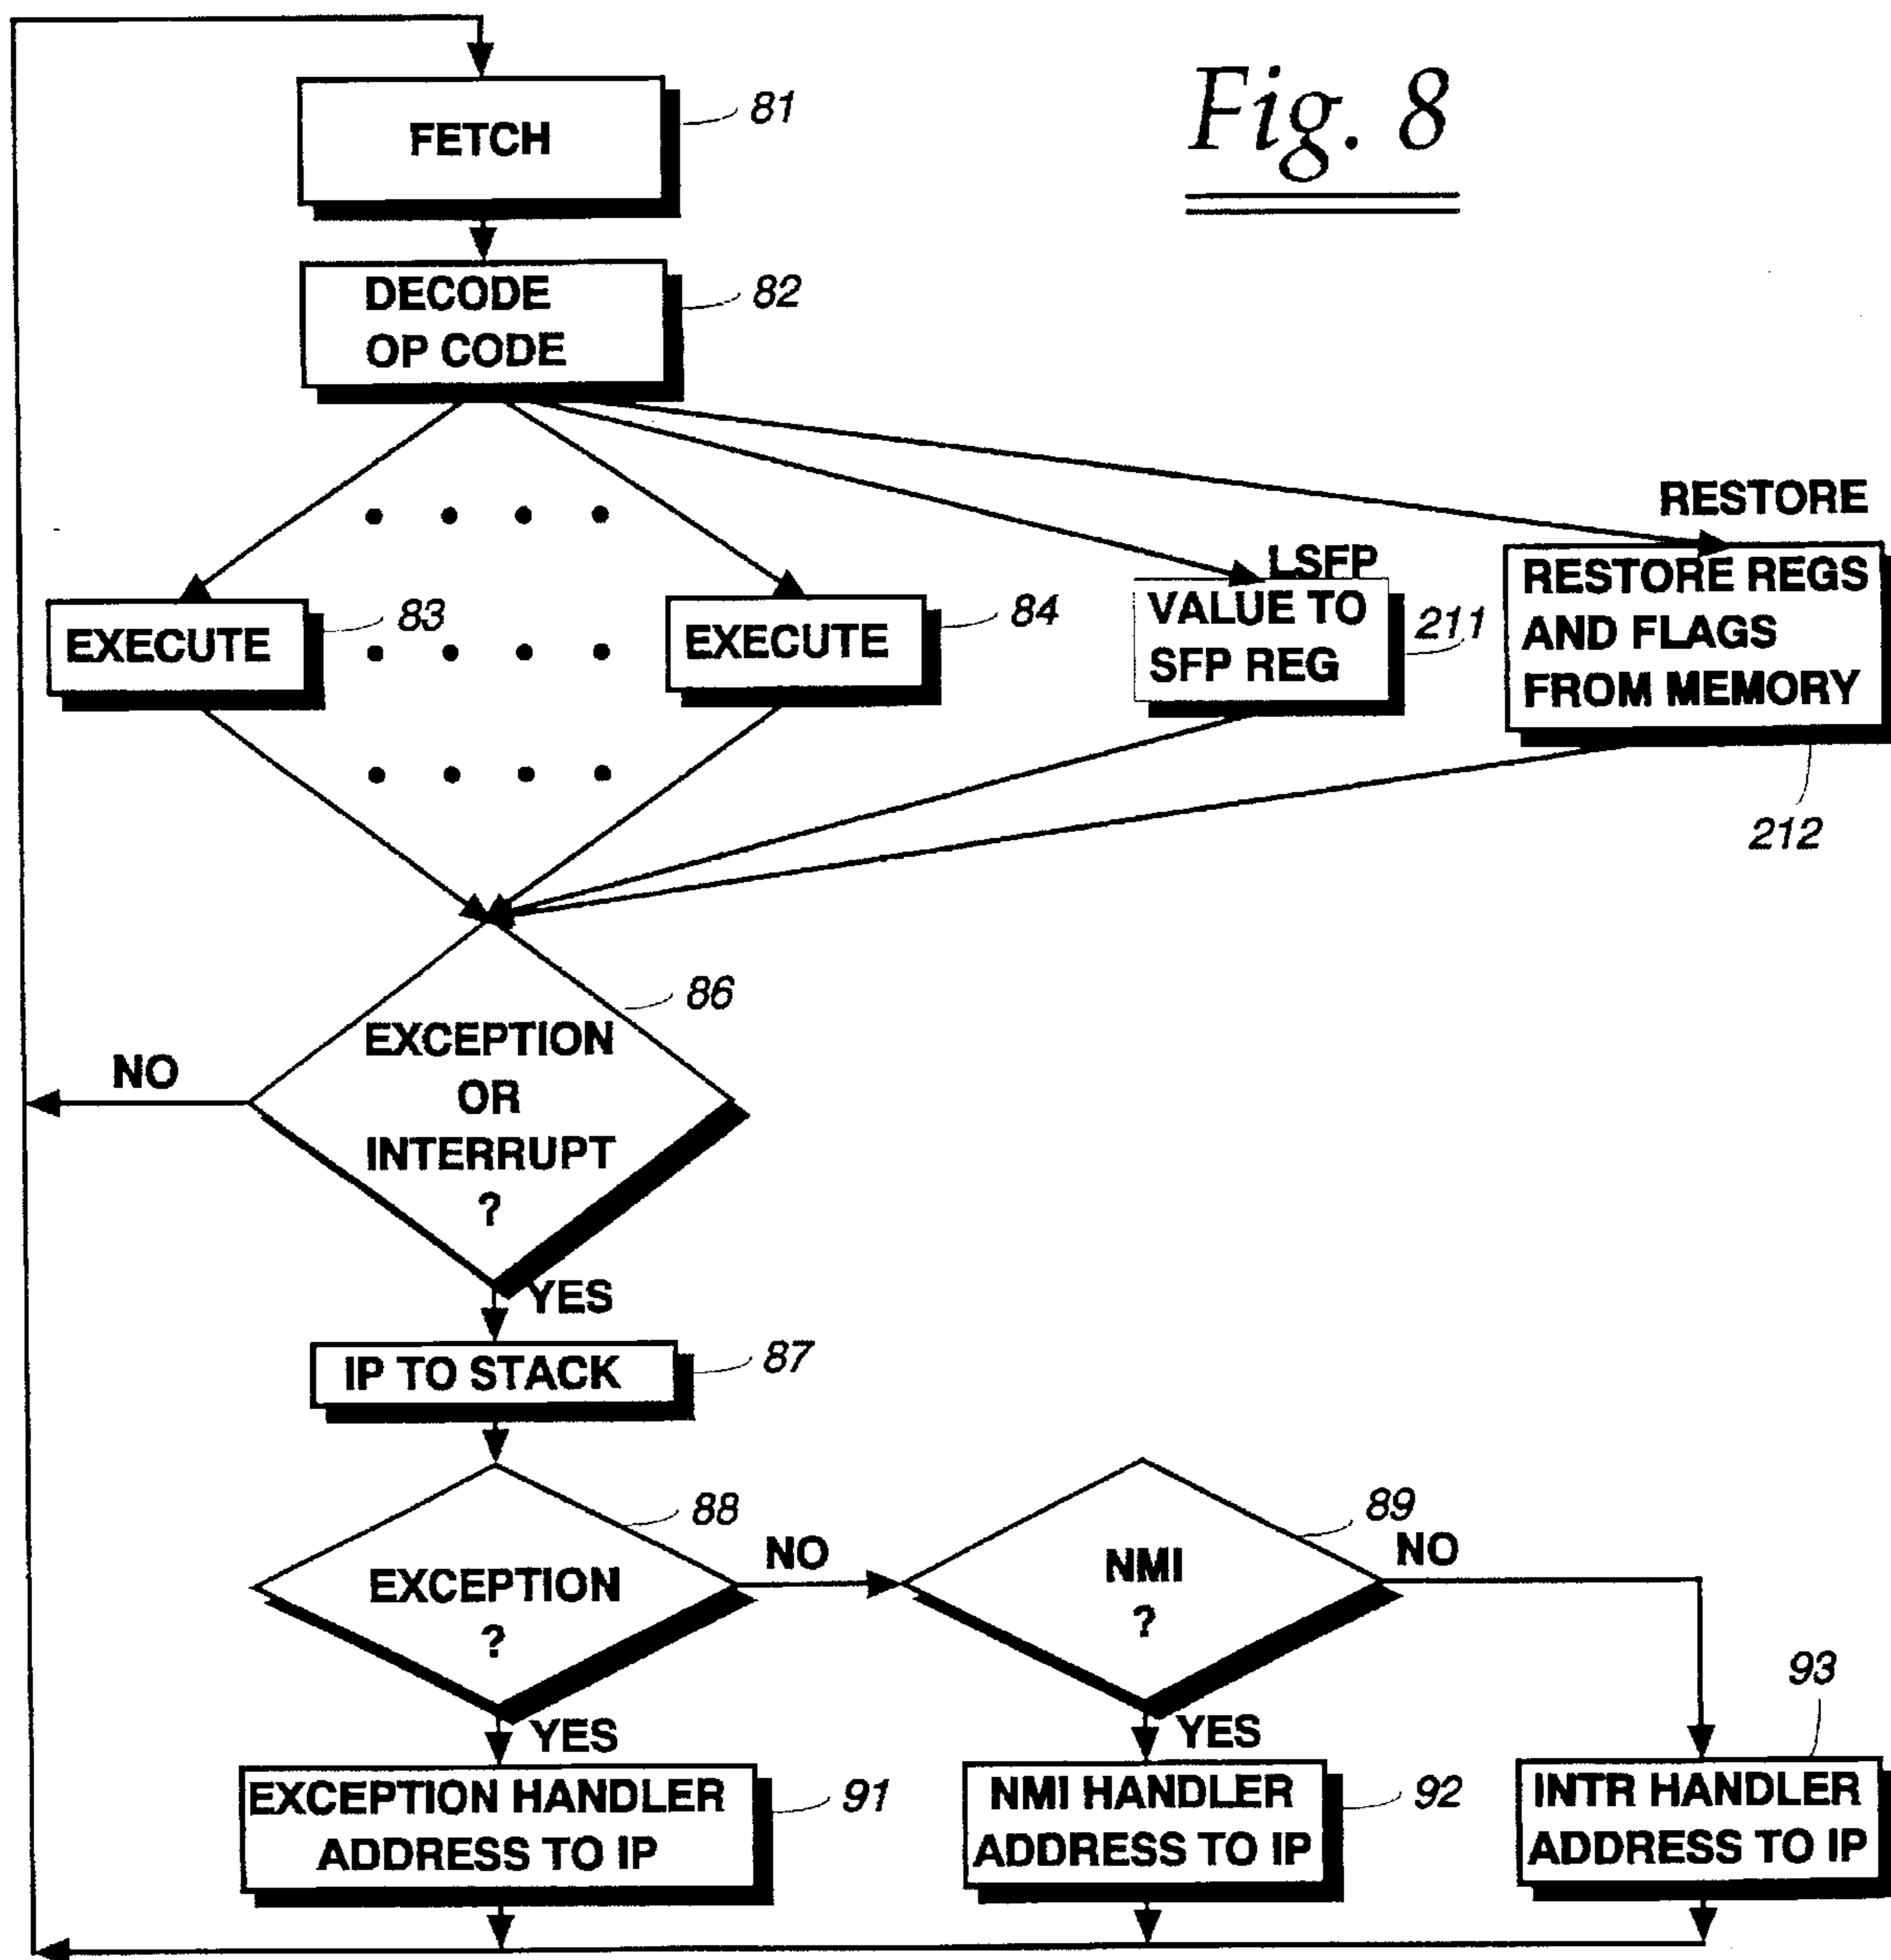 Fig. 8
FETCH
81
DECODE
OP CODE
82
RESTORE
LSFP
EXECUTE
83
EXECUTE
84
VALUE TO
SFP REG
211
RESTORE REGS
AND FLAGS
FROM MEMORY
212
EXCEPTION
OR
INTERRUPT
?
86
NO
YES
IP TO STACK
87
EXCEPTION
?
88
NO
NMI
?
89
NO
YES
YES
93
EXCEPTION HANDLER
ADDRESS TO IP
91
NMI HANDLER
ADDRESS TO IP
92
INTR HANDLER
ADDRESS TO IP